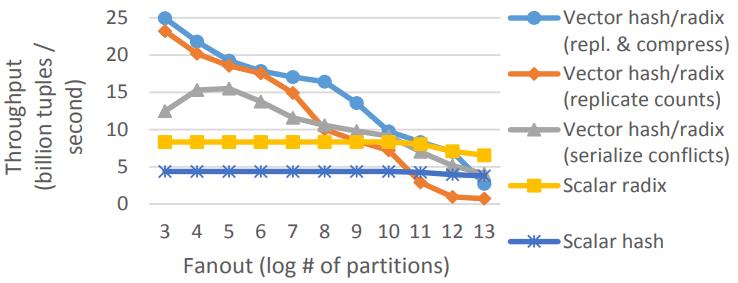 Throughput
(billion tuples /
second)
25
20
15
10
5
0
3 4 5 6 7 8 9 10 11 12 13
Fanout (log # of partitions)
Vector hash/radix
(repl. & compress)
Vector hash/radix
(replicate counts)
Vector hash/radix
(serialize conflicts)
Scalar radix
Scalar hash